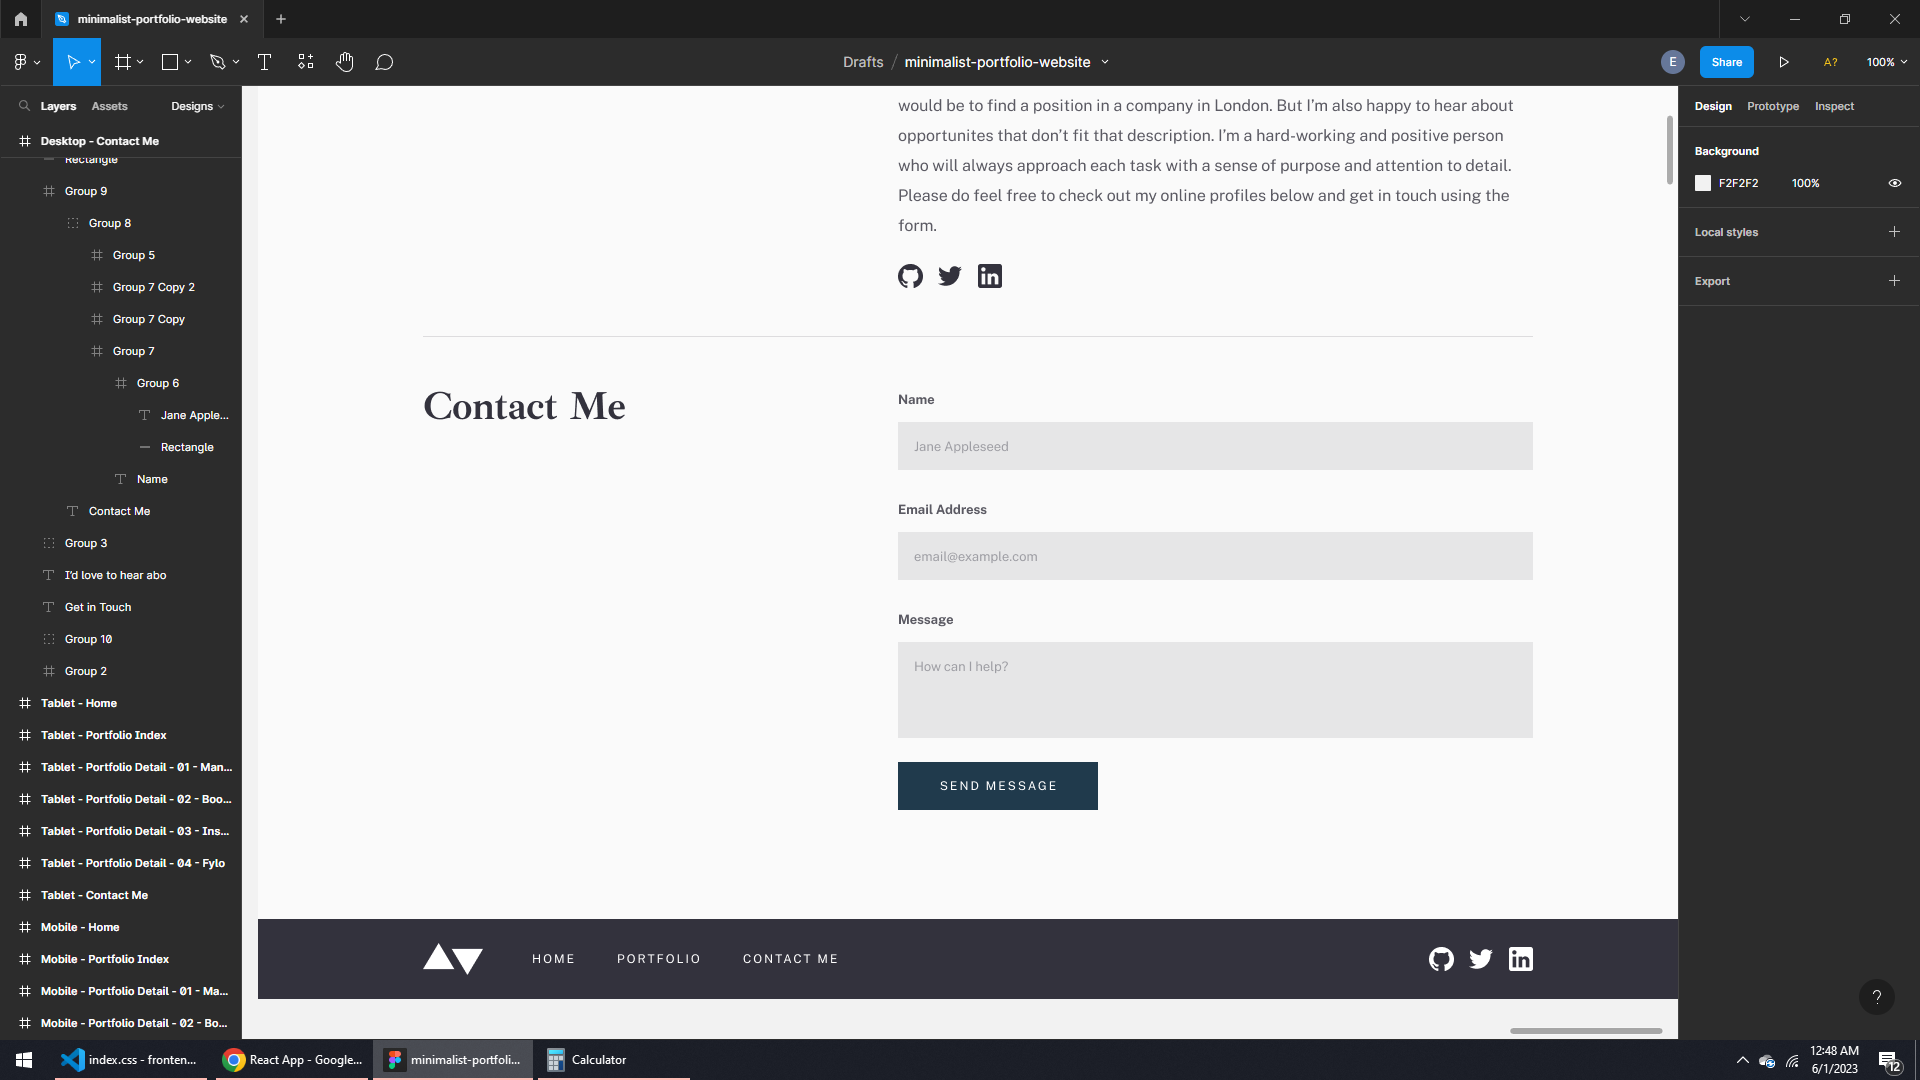 minimalist-portfolio-website
Drafts / minimalist-portfolio-website
E
Share
A?
100%
Layers
Assets
Designs
Desktop - Contact Me
Rectangle
Group 9
Group 8
Group 5
Group 7 Copy 2
Group 7 Copy
Group 7
Group 6
Jane Apple...
Rectangle
Name
Contact Me
Group 3
I'd love to hear abo
Get in Touch
Group 10
Group 2
Tablet - Home
Tablet - Portfolio Index
Tablet - Portfolio Detail - 01 - Man...
Tablet - Portfolio Detail - 02 - Boo...
Tablet - Portfolio Detail - 03 - Ins...
Tablet - Portfolio Detail - 04 - Fylo
Tablet - Contact Me
Mobile - Home
Mobile - Portfolio Index
Mobile - Portfolio Detail - 01 - Ma...
Mobile - Portfolio Detail - 02 - Bo...
would be to find a position in a company in London. But I'm also happy to hear about
opportunites that don't fit that description. I'm a hard-working and positive person
who will always approach each task with a sense of purpose and attention to detail.
Please do feel free to check out my online profiles below and get in touch using the
form.
Contact Me
Name
Jane Appleseed
Email Address
email@example.com
Message
How can I help?
SEND MESSAGE
HOME
PORTFOLIO
CONTACT ME
Design
Prototype
Inspect
Background
F2F2F2
100%
Local styles
Export
?
index.css - fronten...
React App - Google...
minimalist-portfoli...
Calculator
12:48 AM
6/1/2023
12